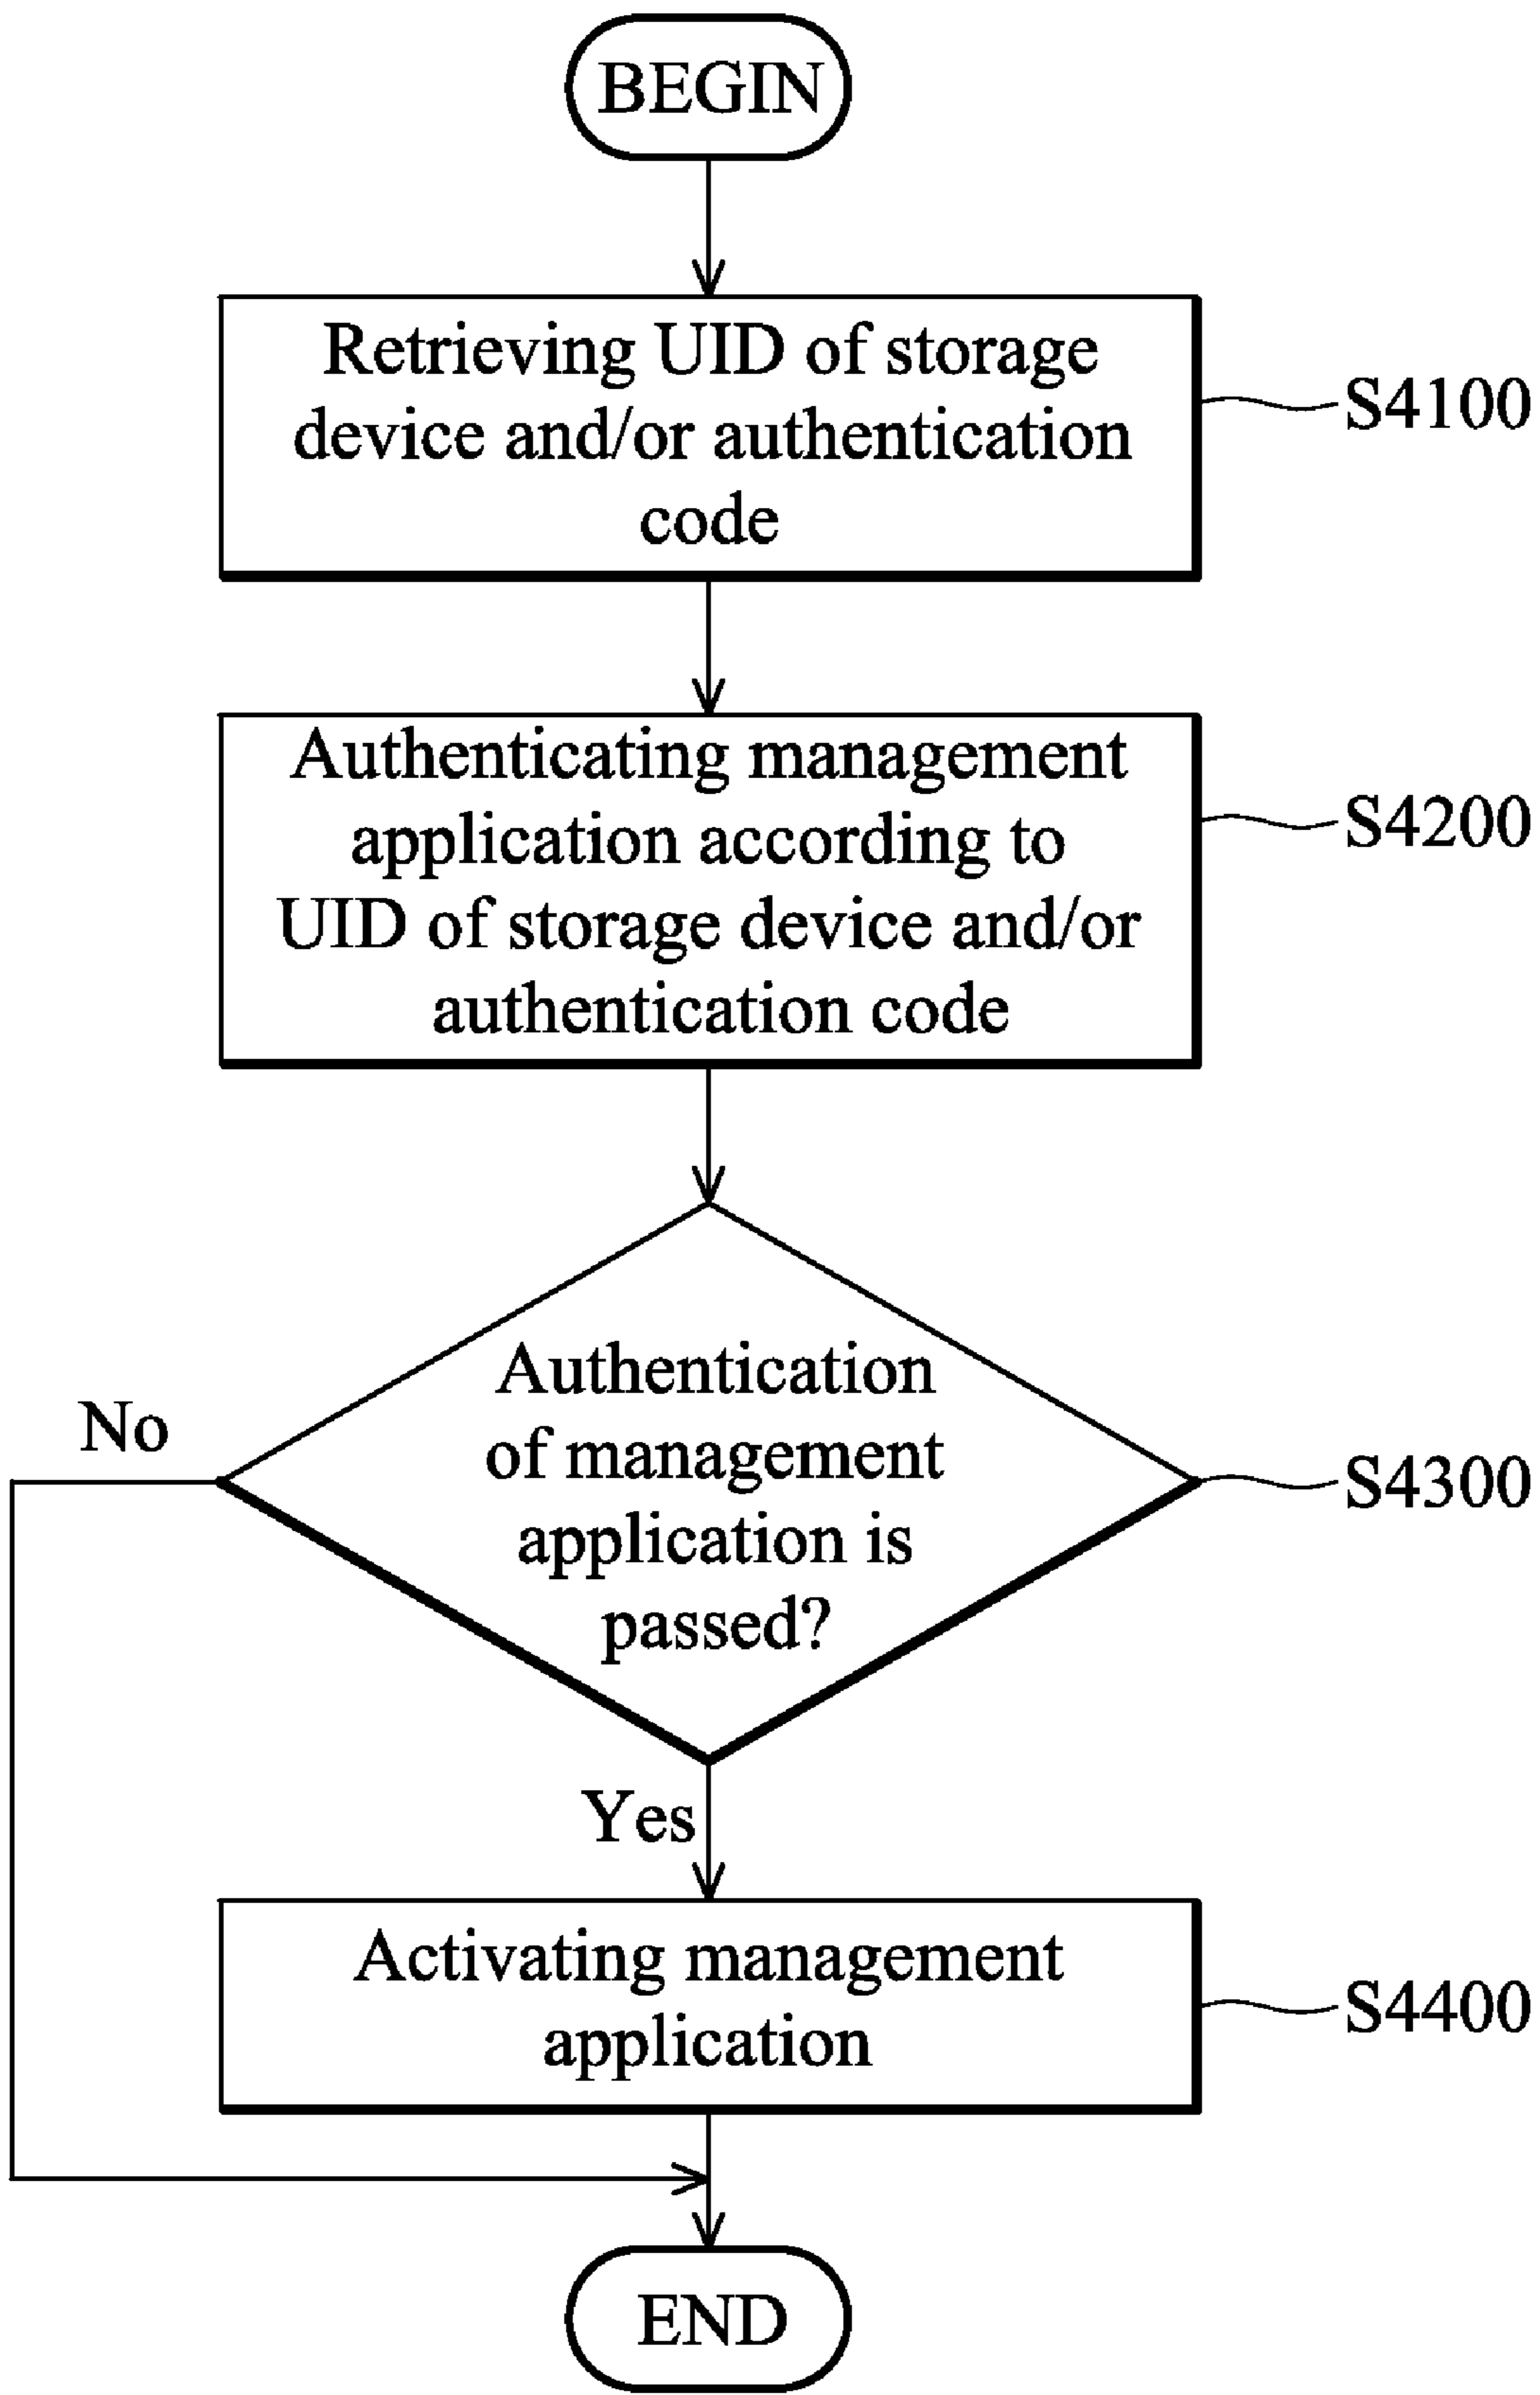 BEGIN
Retrieving UID of storage
device and/or authentication
code
S4100
Authenticating management
application according to
UID of storage device and/or
authentication code
S4200
Authentication
of management
application is
passed?
No
S4300
Yes
Activating management
application
S4400
END